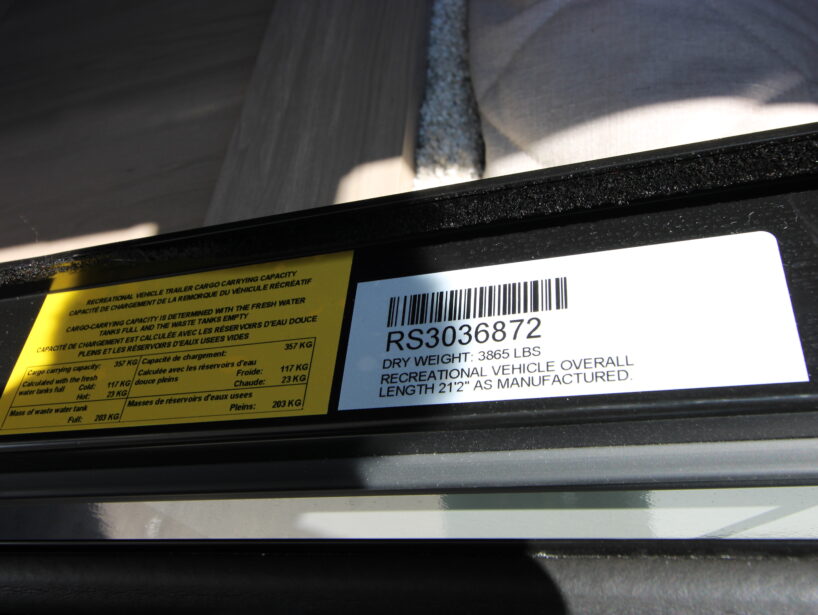 RECREATIONAL VEHICLE TRAILER CARGO CARRYING CAPACITY
CAPACITÉ DE CHARGEMENT DE LA REMORQUE DU VÉHICULE RÉCRÉATIF
CARGO-CARRYING CAPACITY IS DETERMINED WITH THE FRESH WATER
TANKS FULL AND THE WASTE TANKS EMPTY
CAPACITÉ DE CHARGEMENT EST CALCULÉE AVEC LES RÉSERVOIRS D'EAU DOUCE
PLEINS ET LES RÉSERVOIRS D'EAUX USEES VIDES
Cargo carrying capacity: 357 KG
Calculated with the fresh
water tanks full Cold: 117 KG
Hot: 23 KG
Mass of waste water tank
Full: 203 KG
Capacité de chargement: 357 KG
Calculée avec les réservoirs d'eau
douce pleins Froide: 117 KG
Chaude: 23 KG
Masses de réservoirs d'eaux usees
Pleins: 203 KG
RS3036872
DRY WEIGHT: 3865 LBS
RECREATIONAL VEHICLE OVERALL
LENGTH 21'2" AS MANUFACTURED.